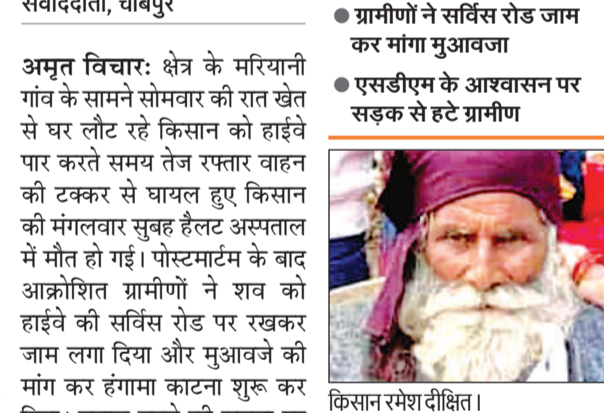 संवाददाता, चौबेपुर
अमृत विचारः क्षेत्र के मरियानी
गांव के सामने सोमवार की रात खेत
से घर लौट रहे किसान को हाईवे
पार करते समय तेज रफ्तार वाहन
की टक्कर से घायल हुए किसान
की मंगलवार सुबह हैलट अस्पताल
में मौत हो गई। पोस्टमार्टम के बाद
आक्रोशित ग्रामीणों ने शव को
हाईवे की सर्विस रोड पर रखकर
जाम लगा दिया और मुआवजे की
मांग कर हंगामा काटना शुरू कर
● ग्रामीणों ने सर्विस रोड जाम
कर मांगा मुआवजा
● एसडीएम के आश्वासन पर
सड़क से हटे ग्रामीण
किसान रमेश दीक्षित।